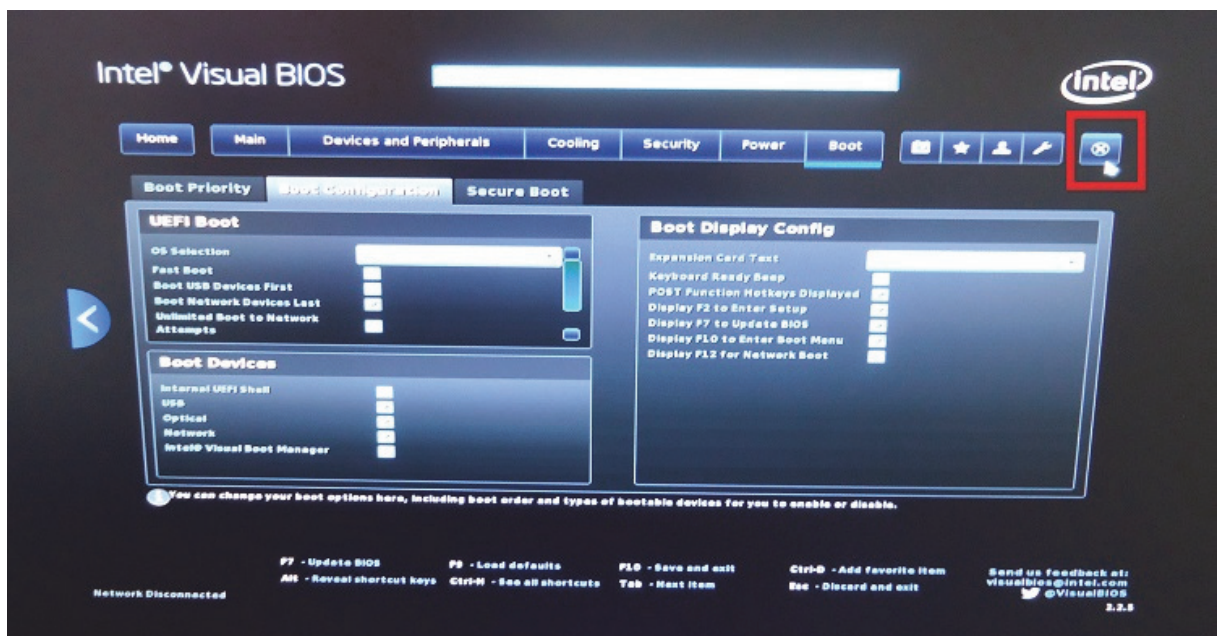 Intel® Visual BIOS
intel
Home Main Devices and Peripherals Cooling Security Power Boot
Boot Priority Boot Configuration Secure Boot
UEFI Boot
OS Selection
Fast Boot
Boot USB Devices First
Boot Network Devices Last
Unlimited Boot to Network
Attempts
Boot Devices
Internal UEFI Shell
USB
Optical
Network
Intel® Visual Boot Manager
Boot Display Config
Expansion Card Text
Keyboard Ready Beep
POST Function Hotkeys Displayed
Display F2 to Enter Setup
Display F7 to Update BIOS
Display F10 to Enter Boot Menu
Display F12 for Network Boot
You can change your boot options here, including boot order and types of bootable devices for you to enable or disable.
F7 - Update BIOS F9 - Load defaults F10 - Save and exit Ctrl-D - Add favorite item
Alt - Reveal shortcut keys Ctrl-M - See all shortcuts Tab - Next item Esc - Discard and exit
Send us feedback at:
visualbios@intel.com
@VisualBIOS
2.2.5
Network Disconnected